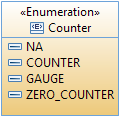 «Enumeration»
E Counter
NA
COUNTER
GAUGE
ZERO_COUNTER